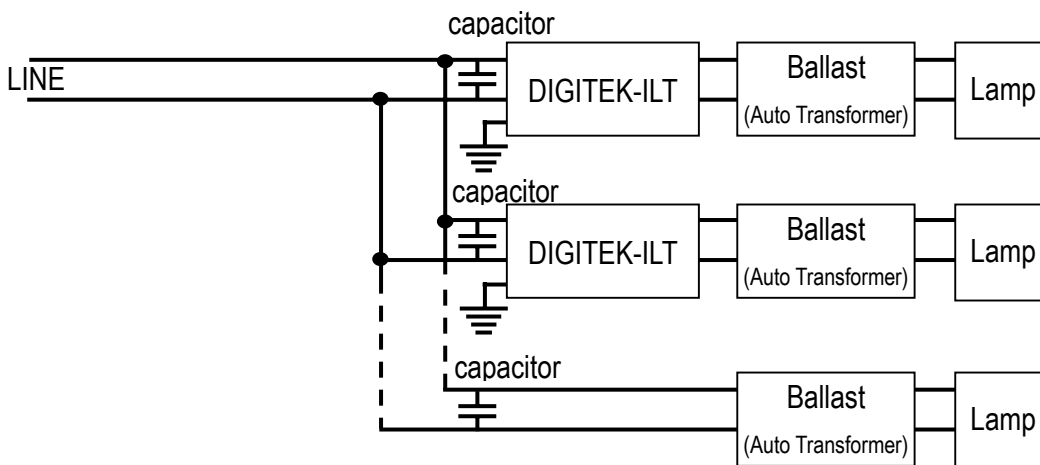 capacitor
LINE
DIGITEK-ILT
Ballast
(Auto Transformer)
Lamp
capacitor
DIGITEK-ILT
Ballast
(Auto Transformer)
Lamp
capacitor
Ballast
(Auto Transformer)
Lamp